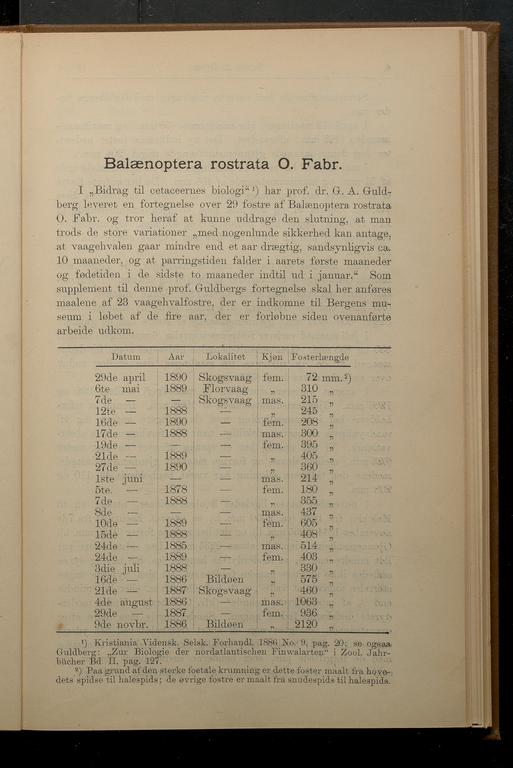 Balænoptera rostrata O. Fabr.
I „Bidrag til cetaceernes biologi“ ¹) har prof. dr. G. A. Guld-
berg leveret en fortegnelse over 29 fostre af Balænoptera rostrata
O. Fabr. og tror heraf at kunne uddrage den slutning, at man
trods de store variationer „med nogenlunde sikkerhed kan antage,
at vaagehvalen gaar mindre end et aar drægtig, sandsynligvis ca.
10 maaneder, og at parringstiden falder i aarets første maaneder
og fødetiden i de sidste to maaneder indtil ud i januar.“ Som
supplement til denne prof. Guldbergs fortegnelse skal her anføres
maalene af 23 vaagehvalfostre, der er indkomne til Bergens mu-
seum i løbet af de fire aar, der er forløbne siden ovenanførte
arbeide udkom.
Datum Aar Lokalitet Kjøn Fosterlængde
29de april 1890 Skogsvaag fem. 72 mm. ²)
6te mai 1889 Florvaag „ 310 „
7de — — Skogsvaag mas. 215 „
12te — 1888 — „ 245 „
16de — 1890 — fem. 208 „
17de — 1888 — mas. 300 „
19de — — — fem. 395 „
21de — 1889 — „ 405 „
27de — 1890 — „ 360 „
1ste juni — — mas. 214 „
5te — 1878 — fem. 180 „
7de — 1888 — „ 355 „
8de — — — mas. 437 „
10de — 1889 — fem. 605 „
15de — 1888 — „ 408 „
24de — 1885 — mas. 514 „
24de — 1889 — fem. 403 „
3die juli 1888 — „ 330 „
16de — 1886 Bildøen „ 575 „
21de — 1887 Skogsvaag „ 460 „
4de august 1886 — mas. 1063 „
29de — 1887 — fem. 936 „
9de novbr. 1886 Bildøen „ 2120 „
¹) Kristiania Vidensk. Selsk. Forhandl. 1886 No. 9, pag. 20; se ogsaa
Guldberg: „Zur Biologie der nordatlantischen Finwalarten“ i Zool. Jahr-
bücher Bd II, pag. 127.
²) Paa grund af den sterke foetale krumning er dette foster maalt fra hove-
dets spidse til halespids; de øvrige fostre er maalt fra snudespids til halespids.